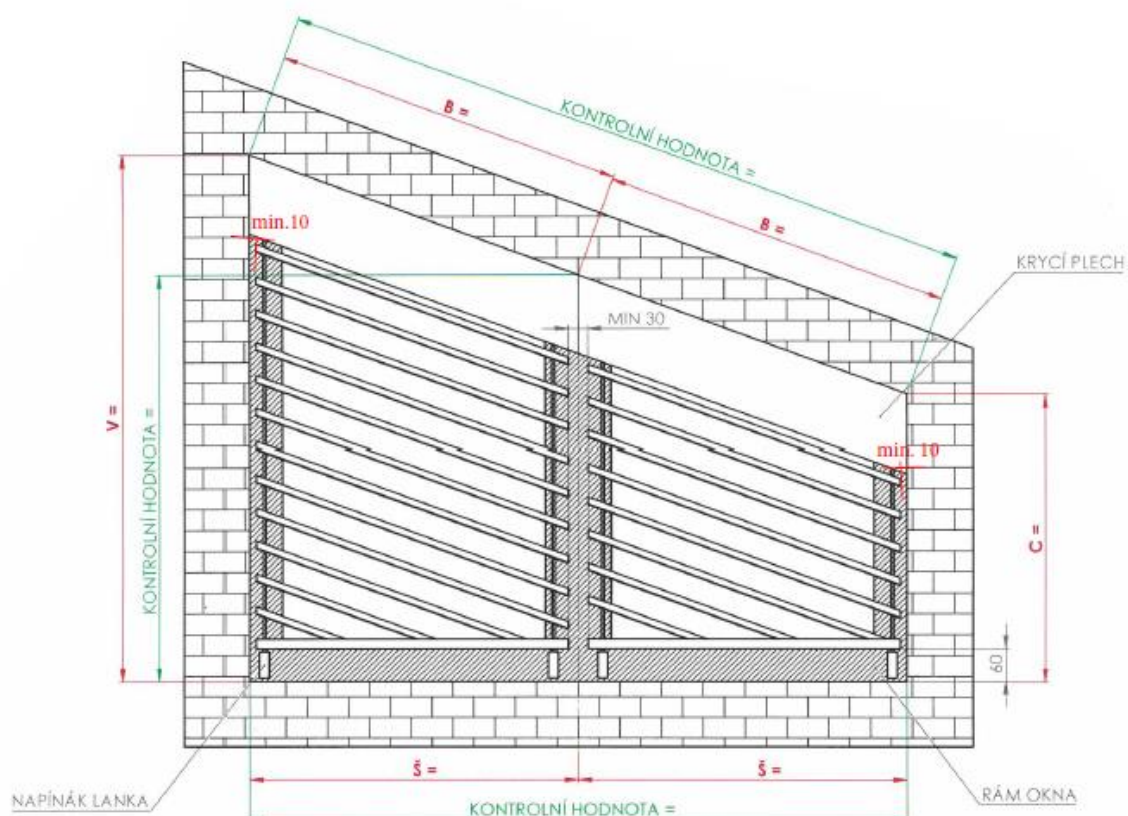 KONTROLNÍ HODNOTA =
B =
B =
min.10
KRYCÍ PLECH
MIN 30
V =
KONTROLNÍ HODNOTA =
min. 10
C =
60
Š =
Š =
NAPÍNÁK LANKA
RÁM OKNA
KONTROLNÍ HODNOTA =